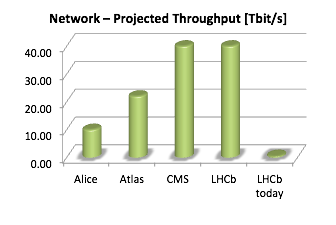 Network – Projected Throughput [Tbit/s]
40.00
30.00
20.00
10.00
0.00
Alice Atlas CMS LHCb LHCb
today